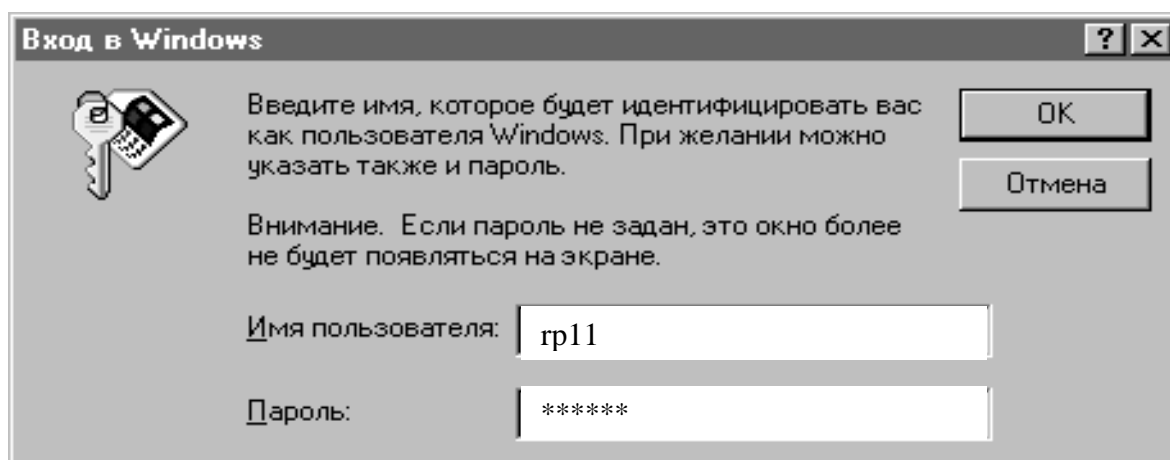 Вход в Windows
Введите имя, которое будет идентифицировать вас
как пользователя Windows. При желании можно
указать также и пароль.
Внимание. Если пароль не задан, это окно более
не будет появляться на экране.
OK
Отмена
Имя пользователя: rp11
Пароль: ******